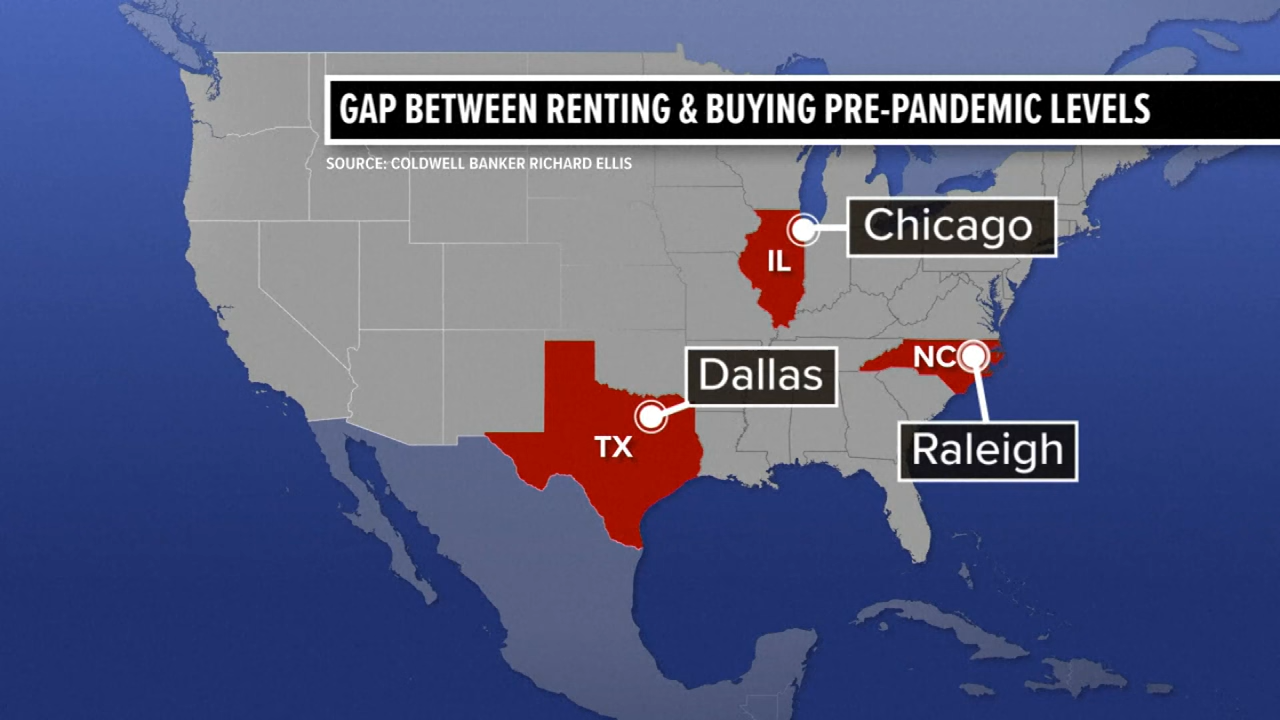 GAP BETWEEN RENTING & BUYING PRE-PANDEMIC LEVELS
SOURCE: COLDWELL BANKER RICHARD ELLIS
Chicago
IL
NC
Dallas
TX
Raleigh